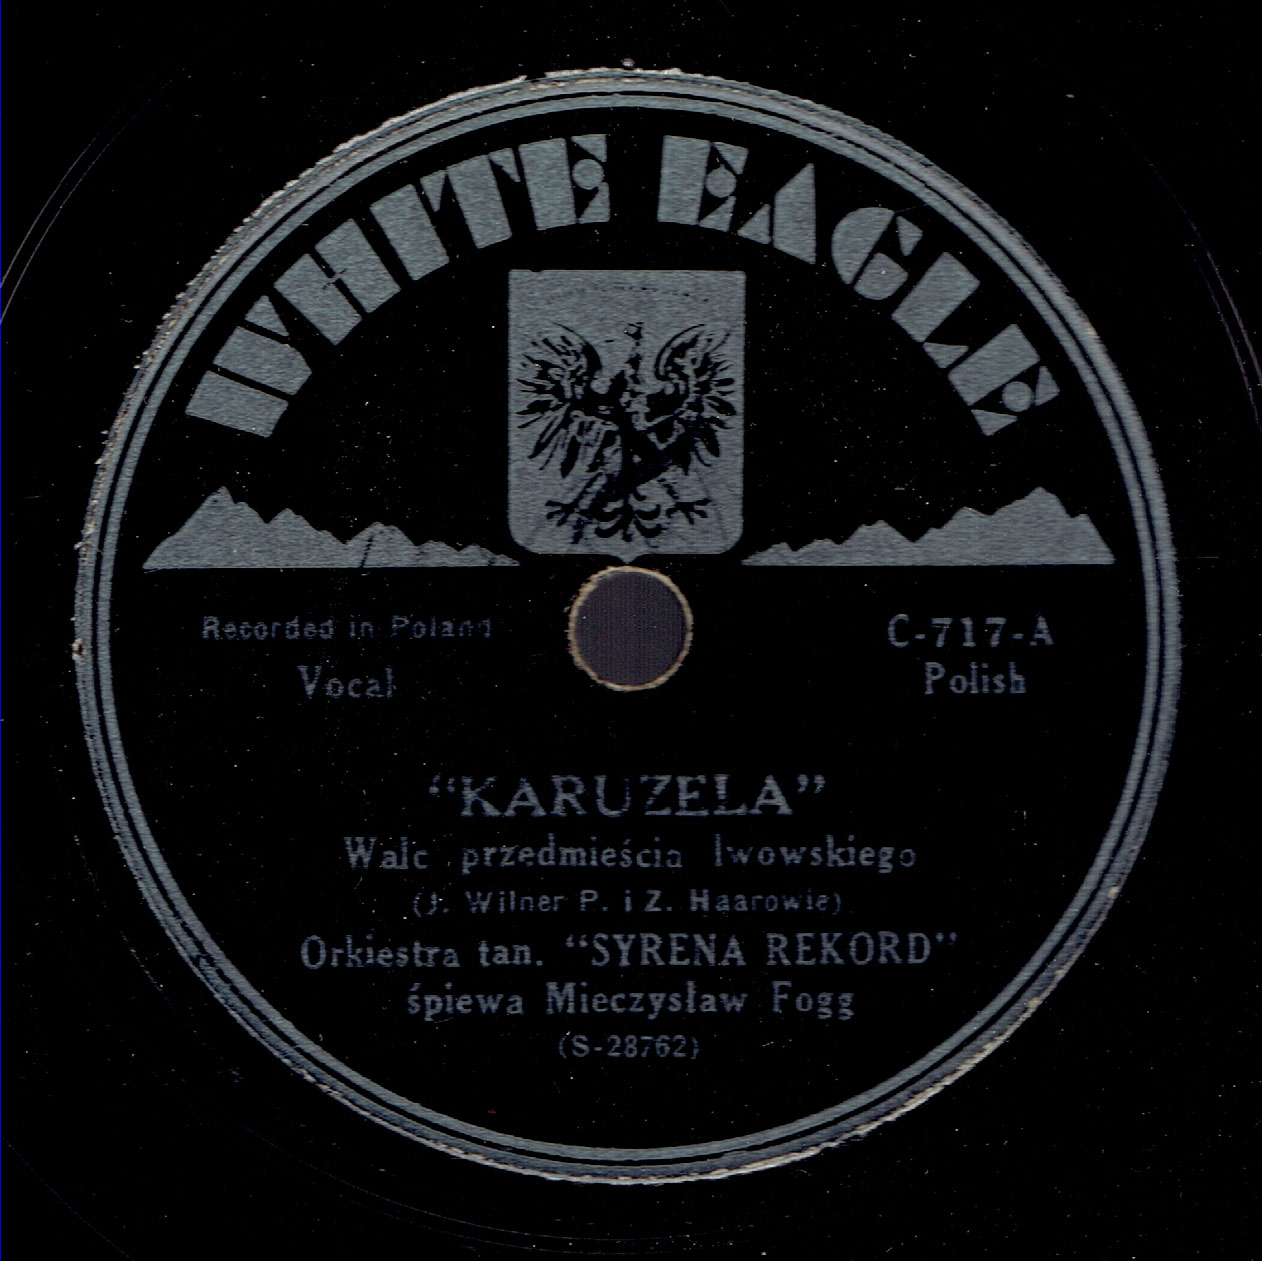 WHITE EAGLE
Recorded in Poland
Vocal
C-717-A
Polish
“KARUZELA”
Walc przedmieścia lwowskiego
(J. Wilner P. i Z. Haarowie)
Orkiestra tan. “SYRENA REKORD”
śpiewa Mieczysław Fogg
(S-28762)